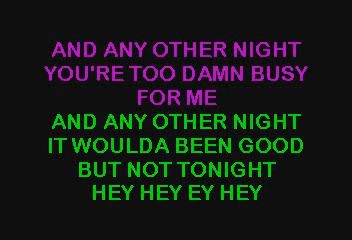 AND ANY OTHER NIGHT
YOU'RE TOO DAMN BUSY
FOR ME
AND ANY OTHER NIGHT
IT WOULDA BEEN GOOD
BUT NOT TONIGHT
HEY HEY EY HEY